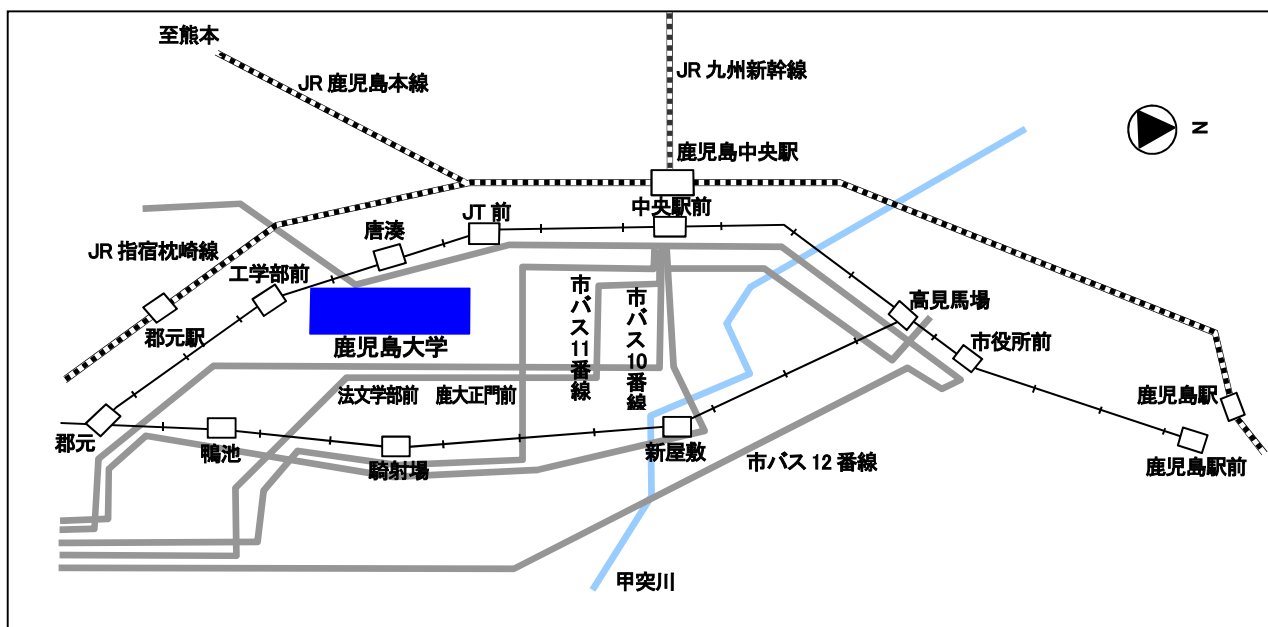 至熊本
JR 鹿児島本線
JR 九州新幹線
N
鹿児島中央駅
中央駅前
JT 前
唐湊
JR 指宿枕崎線
工学部前
郡元駅
鹿児島大学
市バス11番線
市バス10番線
高見馬場
市役所前
法文学部前 鹿大正門前
鹿児島駅
郡元
鴨池
騎射場
新屋敷
市バス 12 番線
鹿児島駅前
甲突川